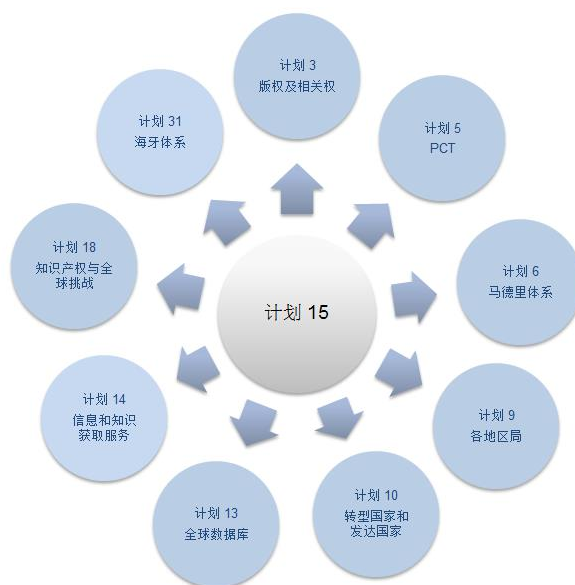 计划 3
版权及相关权
计划 5
PCT
计划 6
马德里体系
计划 9
各地区局
计划 10
转型国家和
发达国家
计划 13
全球数据库
计划 14
信息和知识
获取服务
计划 18
知识产权与全
球挑战
计划 31
海牙体系
计划 15